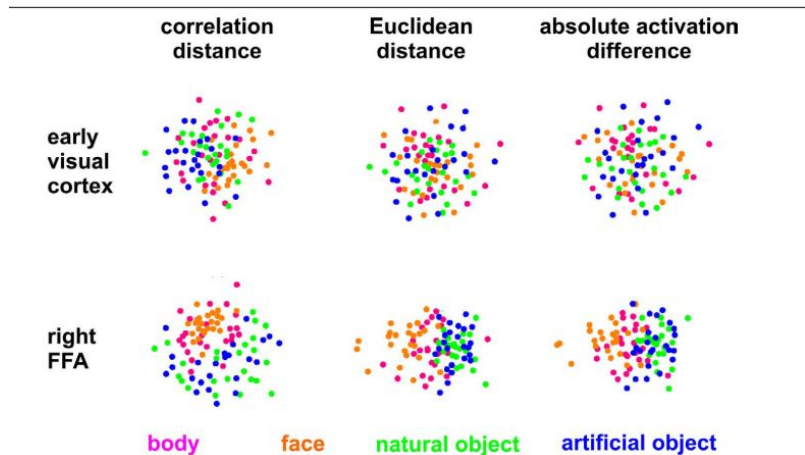 correlation distance
Euclidean distance
absolute activation difference
early visual cortex
right FFA
body face natural object artificial object